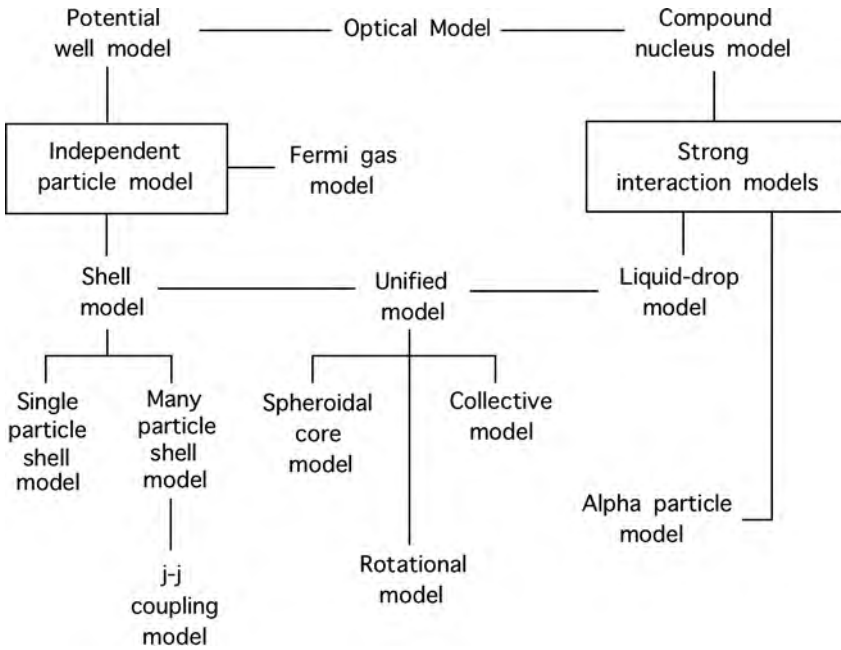 Potential
well model
Optical Model
Compound
nucleus model
Independent
particle model
Fermi gas
model
Strong
interaction models
Shell
model
Unified
model
Liquid-drop
model
Single
particle
shell
model
Many
particle
shell
model
Spheroidal
core
model
Collective
model
Alpha particle
model
j-j
coupling
model
Rotational
model